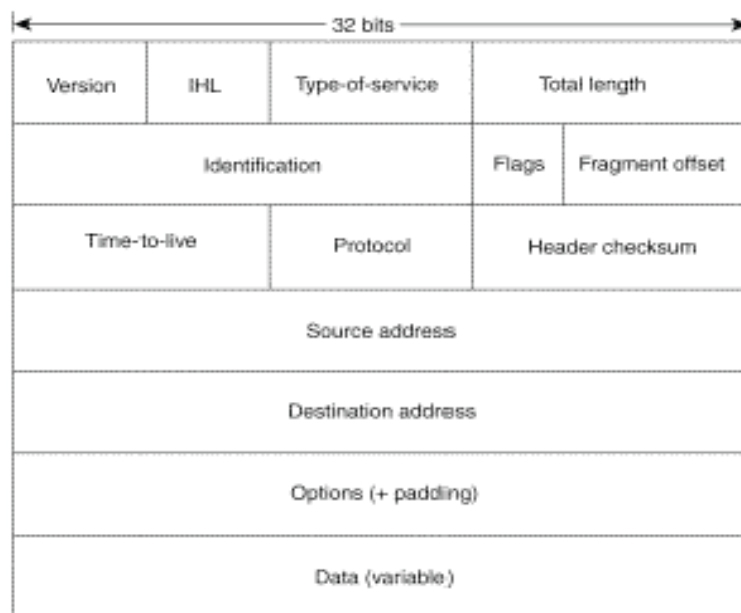 32 bits
Version IHL Type-of-service Total length
Identification Flags Fragment offset
Time-to-live Protocol Header checksum
Source address
Destination address
Options (+ padding)
Data (variable)